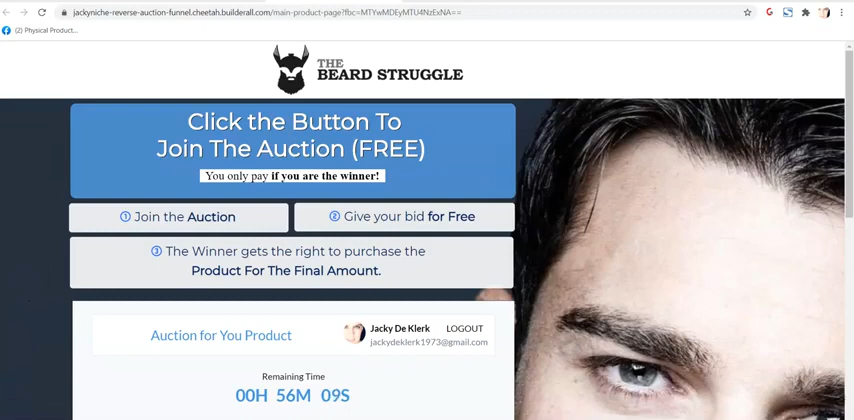 jackyniche-reverse-auction-funnel.cheetah.builderall.com/main-product-page?fbc=MTYwMDEyMTU4NzExNA==
(2) Physical Product...
THE
BEARD STRUGGLE
Click the Button To
Join The Auction (FREE)
You only pay if you are the winner!
① Join the Auction
② Give your bid for Free
③ The Winner gets the right to purchase the
Product For The Final Amount.
Auction for You Product
Jacky De Klerk LOGOUT
jackydeklerk1973@gmail.com
Remaining Time
00H 56M 09S